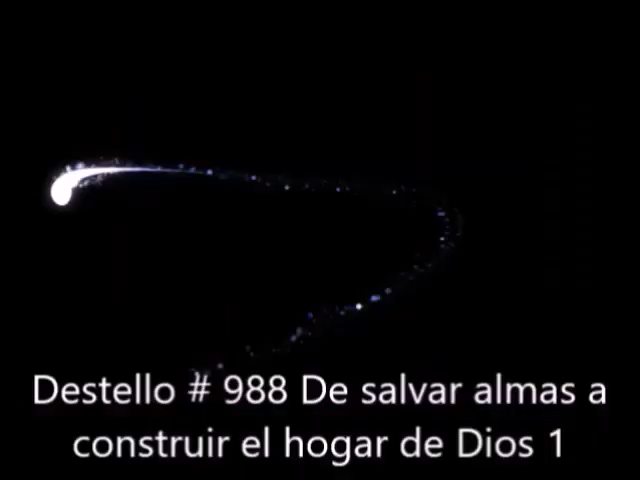 Destello # 988 De salvar almas a
construir el hogar de Dios 1